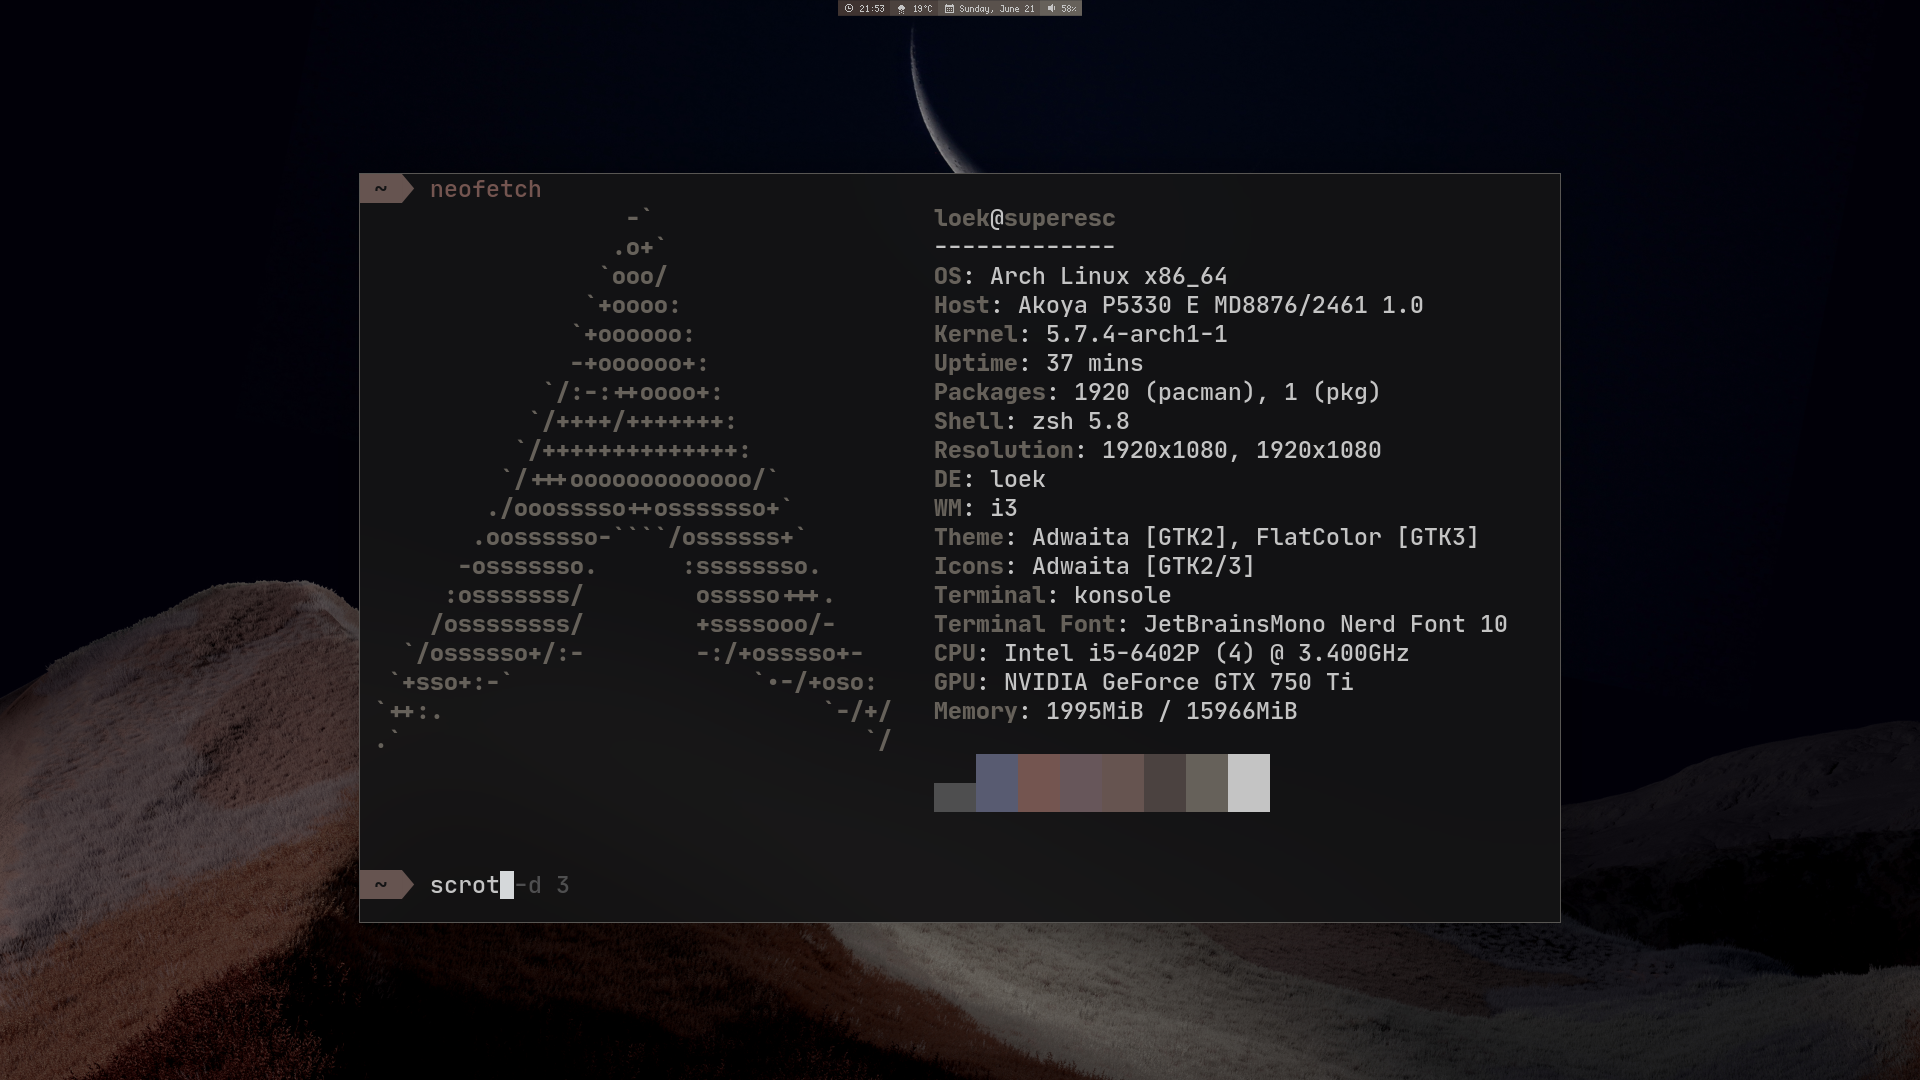 21:53 19°C Sunday, June 21 58%
~ neofetch
-`
.o+`
`ooo/
`+oooo:
`+oooooo:
-+oooooo+:
`/:-:++oooo+:
`/++++/+++++++:
`/++++++++++++++:
`/+++ooooooooooooo/`
./ooosssso++osssssso+`
.oossssso-````/ossssss+`
-osssssso. :ssssssso.
:osssssss/ osssso+++.
/ossssssss/ +ssssooo/-
`/ossssso+/:- -:/+osssso+-
`+sso+:-` `.-/+oso:
`++:. `-/+/
.` `/
loek@superesc
-------------
OS: Arch Linux x86_64
Host: Akoya P5330 E MD8876/2461 1.0
Kernel: 5.7.4-arch1-1
Uptime: 37 mins
Packages: 1920 (pacman), 1 (pkg)
Shell: zsh 5.8
Resolution: 1920x1080, 1920x1080
DE: loek
WM: i3
Theme: Adwaita [GTK2], FlatColor [GTK3]
Icons: Adwaita [GTK2/3]
Terminal: konsole
Terminal Font: JetBrainsMono Nerd Font 10
CPU: Intel i5-6402P (4) @ 3.400GHz
GPU: NVIDIA GeForce GTX 750 Ti
Memory: 1995MiB / 15966MiB
~ scrot -d 3